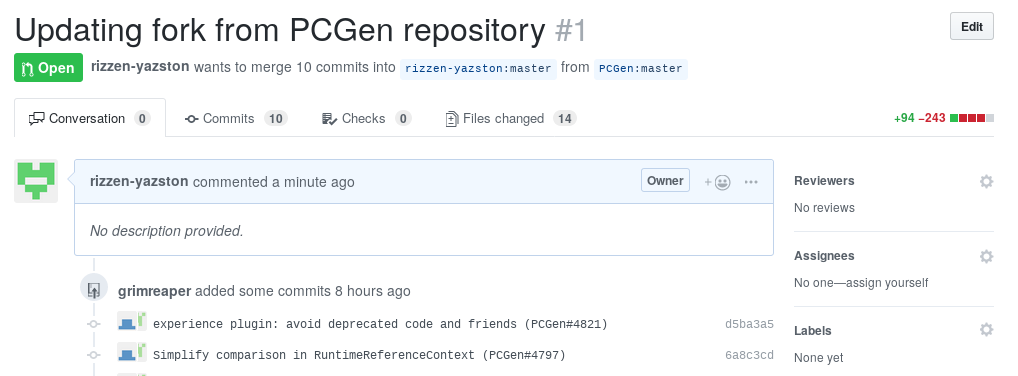 Updating fork from PCGen repository #1
Edit
Open rizzen-yazston wants to merge 10 commits into rizzen-yazston:master from PCGen:master
Conversation 0 Commits 10 Checks 0 Files changed 14 +94 −243
rizzen-yazston commented a minute ago Owner
No description provided.
grimreaper added some commits 8 hours ago
experience plugin: avoid deprecated code and friends (PCGen#4821) d5ba3a5
Simplify comparison in RuntimeReferenceContext (PCGen#4797) 6a8c3cd
Reviewers
No reviews
Assignees
No one—assign yourself
Labels
None yet